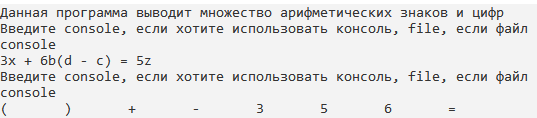 Данная программа выводит множество арифметических знаков и цифр
Введите console, если хотите использовать консоль, file, если файл
console
3x + 6b(d - c) = 5z
Введите console, если хотите использовать консоль, file, если файл
console
( ) + - 3 5 6 =